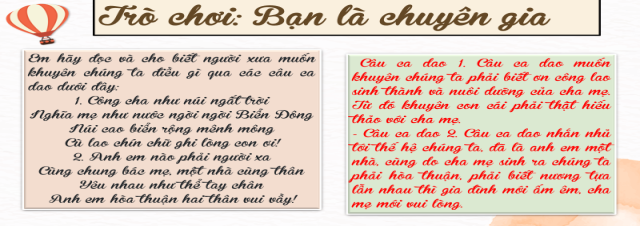 Trò chơi: Bạn là chuyên gia
Em hãy đọc và cho biết người xưa muốn
khuyên chúng ta điều gì qua các câu ca
dao dưới đây:
1. Công cha như núi ngất trời
Nghĩa mẹ như nước ngời ngời Biển Đông
Núi cao biển rộng mênh mông
Cù lao chín chữ ghi lòng con ơi!
2. Anh em nào phải người xa
Cùng chung bác mẹ, một nhà cùng thân
Yêu nhau như thể tay chân
Anh em hòa thuận hai thân vui vầy!
Câu ca dao 1. Câu ca dao muốn
khuyên chúng ta phải biết ơn công lao
sinh thành và nuôi dưỡng của cha mẹ.
Từ đó khuyên con cái phải thật hiếu
thảo với cha mẹ.
- Câu ca dao 2. Câu ca dao nhắn nhủ
tới thế hệ chúng ta, đã là anh em một
nhà, cùng do cha mẹ sinh ra chúng ta
phải hòa thuận, phải biết nương tựa
lẫn nhau thì gia đình mới ấm êm, cha
mẹ mới vui lòng.